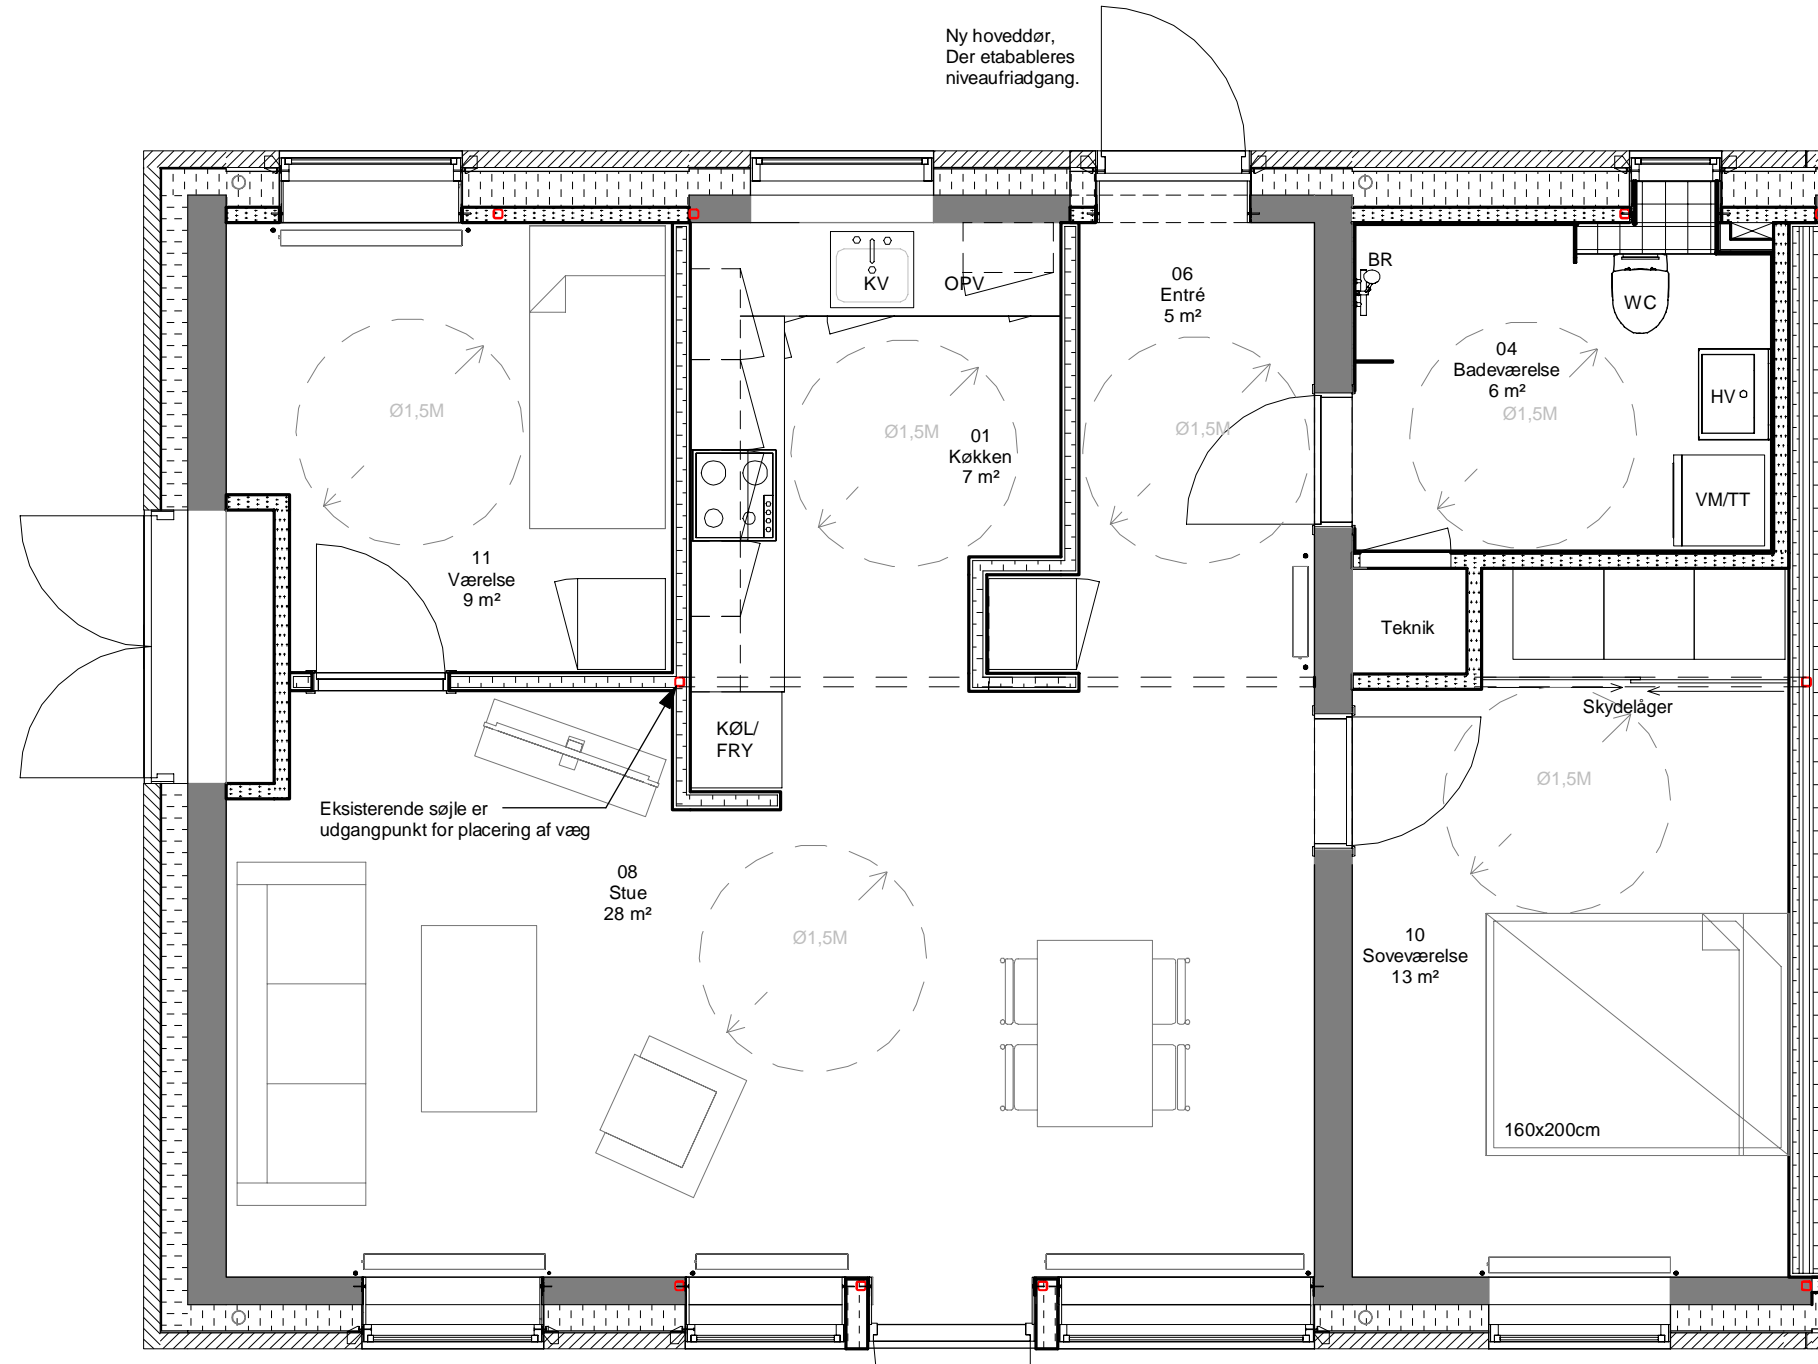 Ny hoveddør,
Der etabableres
niveaufriadgang.
BR
KV
OPV
06
Entré
5 m²
WC
04
Badeværelse
6 m²
Ø1,5M
HV
Ø1,5M
Ø1,5M
01
Køkken
7 m²
Ø1,5M
VM/TT
11
Værelse
9 m²
Teknik
Skydelåger
KØL/
FRY
Ø1,5M
Eksisterende søjle er
udgangpunkt for placering af væg
08
Stue
28 m²
Ø1,5M
10
Soveværelse
13 m²
160x200cm